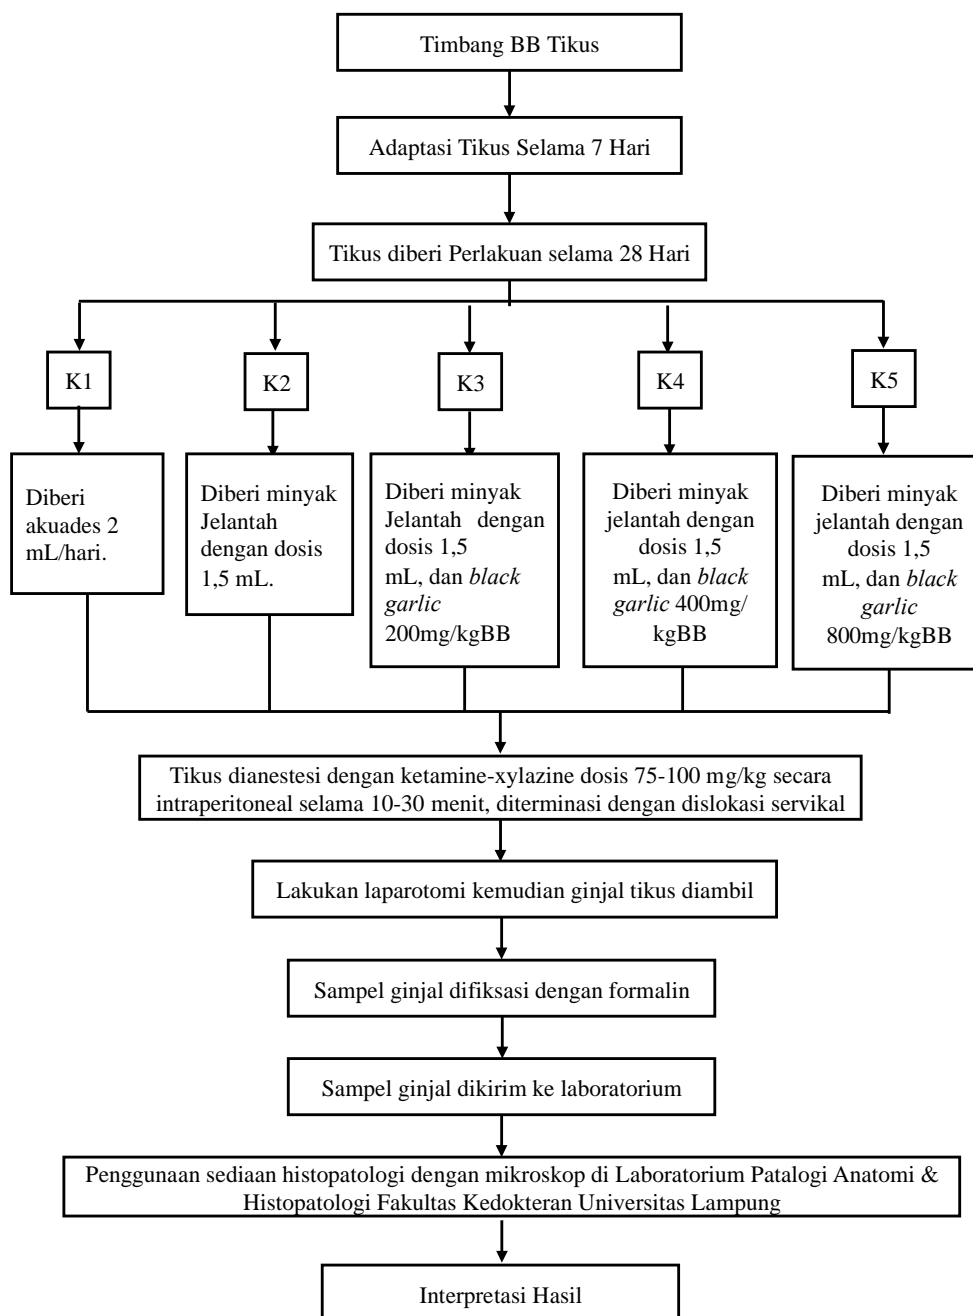 Timbang BB Tikus
Adaptasi Tikus Selama 7 Hari
Tikus diberi Perlakuan selama 28 Hari
K1
K2
K3
K4
K5
Diberi
akuades 2
mL/hari.
Diberi minyak
Jelantah
dengan dosis
1,5 mL.
Diberi minyak
Jelantah dengan
dosis 1,5
mL, dan black
garlic
200mg/kgBB
Diberi minyak
jelantah dengan
dosis 1,5
mL, dan black
garlic 400mg/
kgBB
Diberi minyak
jelantah dengan
dosis 1,5
mL, dan black
garlic
800mg/kgBB
Tikus dianestesi dengan ketamine-xylazine dosis 75-100 mg/kg secara
intraperitoneal selama 10-30 menit, diterminasi dengan dislokasi servikal
Lakukan laparotomi kemudian ginjal tikus diambil
Sampel ginjal difiksasi dengan formalin
Sampel ginjal dikirim ke laboratorium
Penggunaan sediaan histopatologi dengan mikroskop di Laboratorium Patalogi Anatomi &
Histopatologi Fakultas Kedokteran Universitas Lampung
Interpretasi Hasil